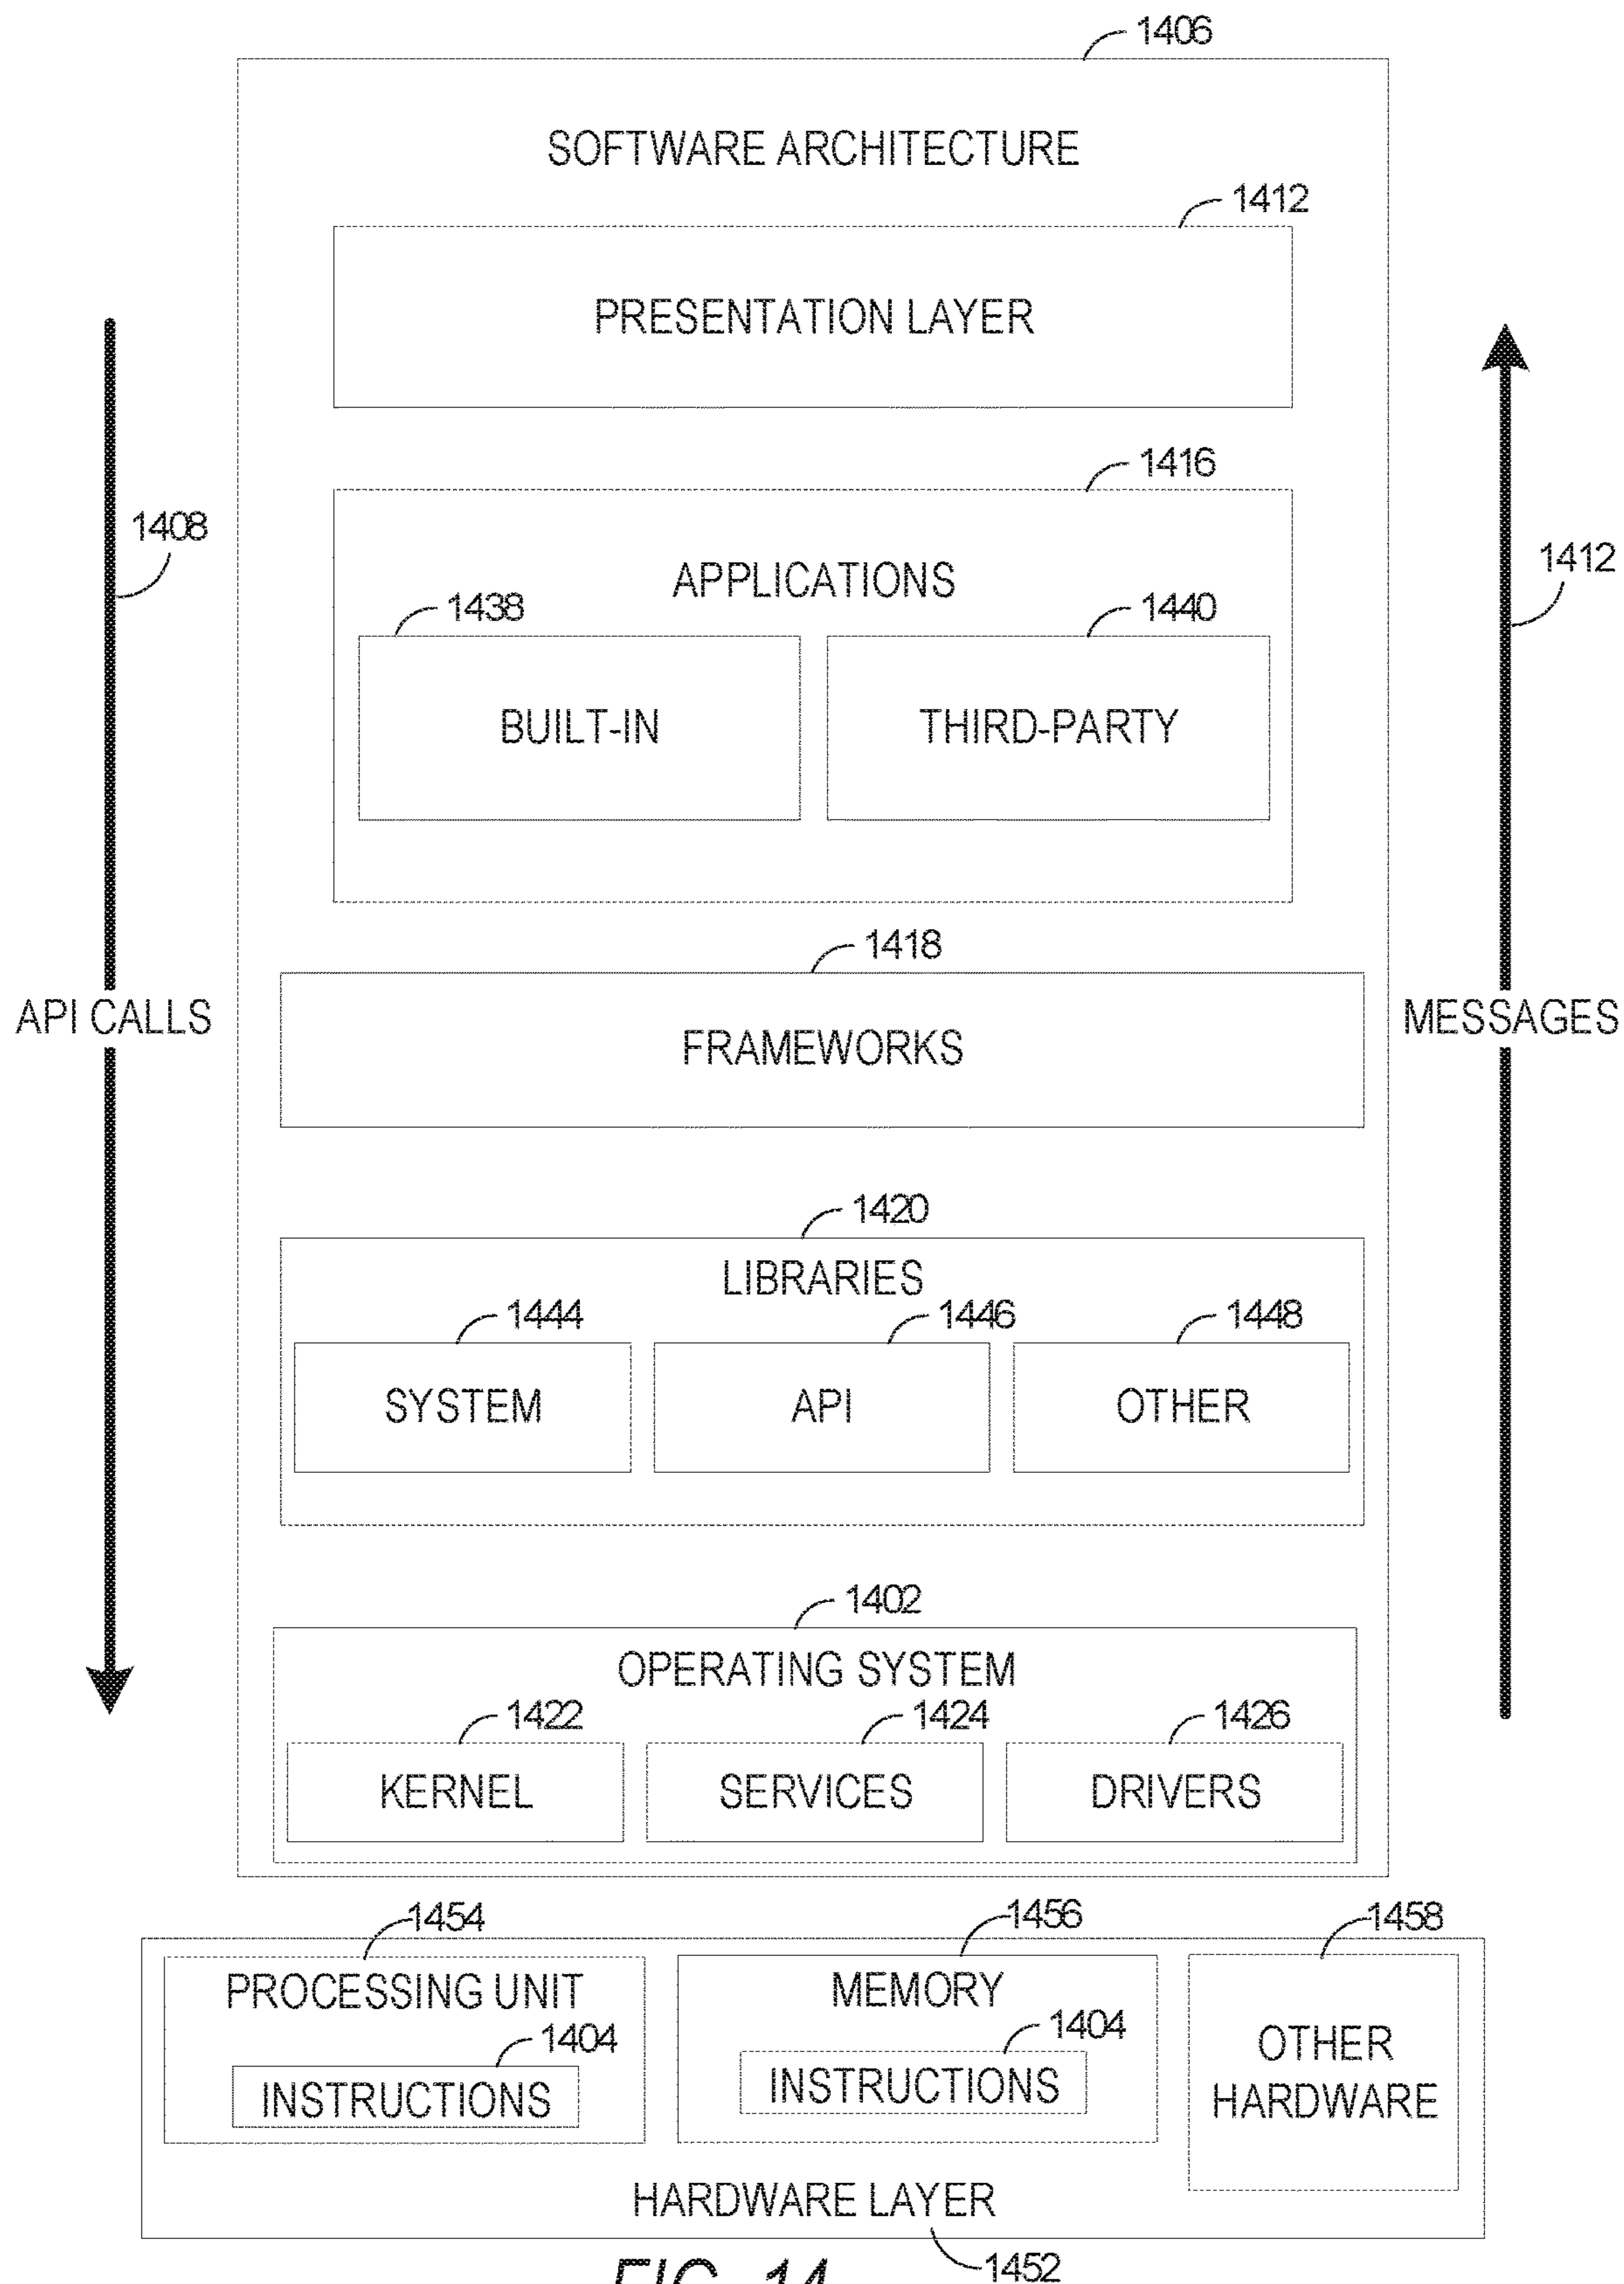 1406
SOFTWARE ARCHITECTURE
1412
PRESENTATION LAYER
1416
1408
1412
APPLICATIONS
1438
1440
BUILT-IN
THIRD-PARTY
1418
API CALLS
MESSAGES
FRAMEWORKS
1420
LIBRARIES
1444
1446
1448
SYSTEM
API
OTHER
1402
OPERATING SYSTEM
1422
1424
1426
KERNEL
SERVICES
DRIVERS
1454
1456
1458
PROCESSING UNIT
MEMORY
1404
1404
OTHER
HARDWARE
INSTRUCTIONS
INSTRUCTIONS
HARDWARE LAYER
1452
FIG. 14